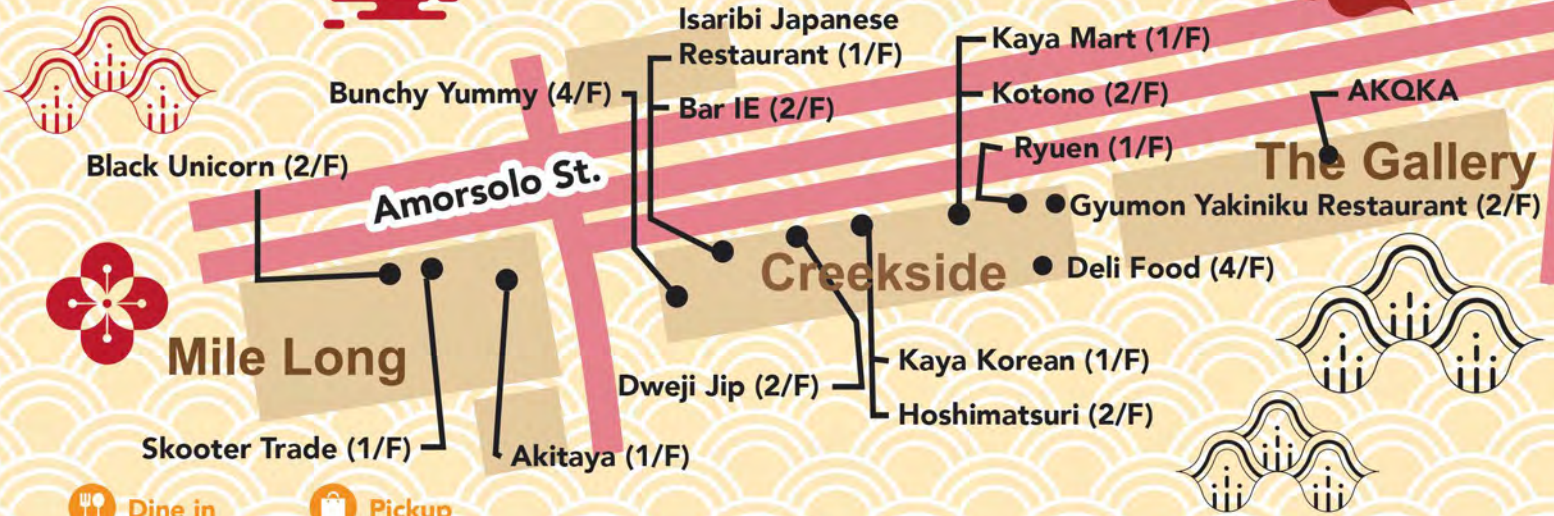 Isaribi Japanese
Restaurant (1/F)
Kaya Mart (1/F)
Bunchy Yummy (4/F)
Bar IE (2/F)
Kotono (2/F)
AKQKA
Black Unicorn (2/F)
Amorsolo St.
Ryuen (1/F)
The Gallery
Gyumon Yakiniku Restaurant (2/F)
Creekside
Deli Food (4/F)
Mile Long
Dweji Jip (2/F)
Kaya Korean (1/F)
Hoshimatsuri (2/F)
Skooter Trade (1/F)
Akitaya (1/F)
Dine in
Pickup